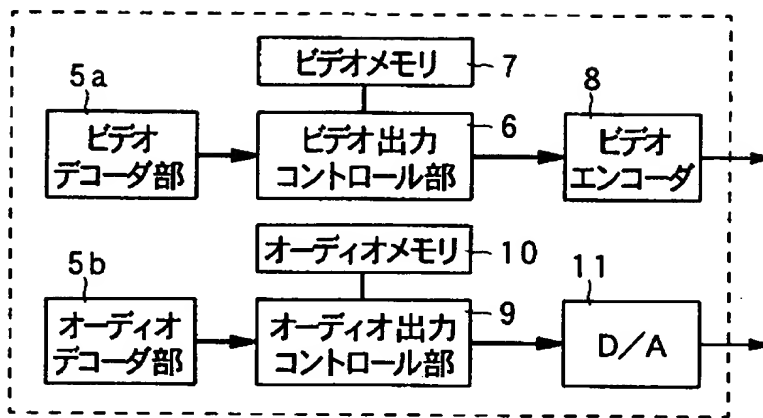 ビデオメモリ
7
5a
6
8
ビデオ
デコーダ部
ビデオ出力
コントロール部
ビデオ
エンコーダ
オーディオメモリ
10
5b
9
11
オーディオ
デコーダ部
オーディオ出力
コントロール部
D/A